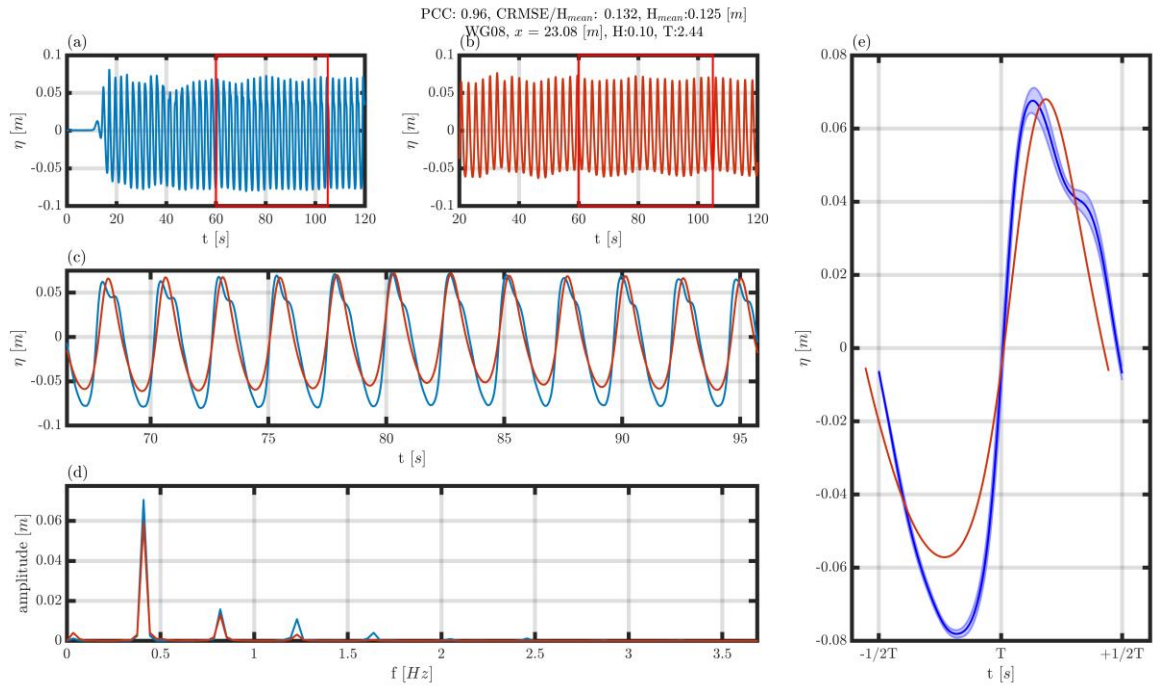 PCC: 0.96, CRMSE/Hmean: 0.132, Hmean:0.125 [m]
WG08, x = 23.08 [m], H:0.10, T:2.44
(a)
0.1
0.05
0
-0.05
-0.1
η [m]
0 20 40 60 80 100 120
t [s]
(b)
0.1
0.05
0
-0.05
-0.1
η [m]
20 40 60 80 100 120
t [s]
(c)
0.05
0
-0.05
-0.1
η [m]
70 75 80 85 90 95
t [s]
(d)
0.06
0.04
0.02
0
amplitude [m]
0 0.5 1 1.5 2 2.5 3 3.5
f [Hz]
(e)
0.08
0.06
0.04
0.02
0
-0.02
-0.04
-0.06
-0.08
η [m]
-1/2T T +1/2T
t [s]